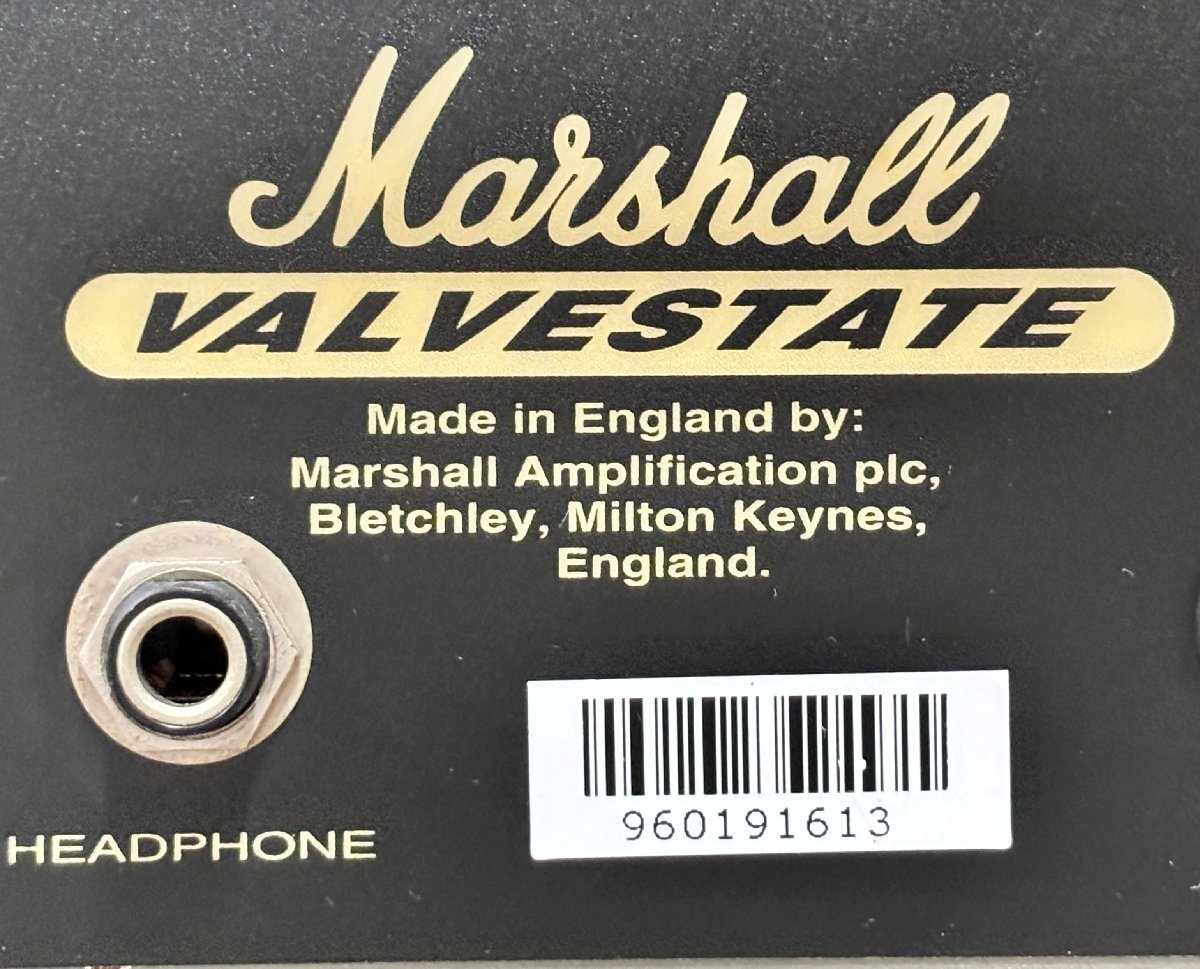 Marshall
VALVESTATE
Made in England by:
Marshall Amplification plc,
Bletchley, Milton Keynes,
England.
960191613
HEADPHONE